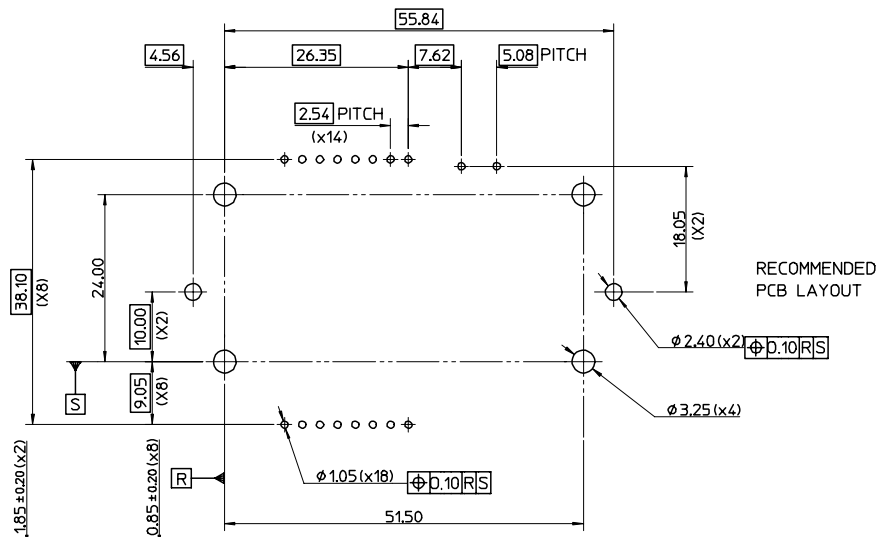 55.84
4.56
26.35
7.62
5.08 PITCH
2.54 PITCH
(x14)
18.05
(X2)
24.00
38.10
(X8)
RECOMMENDED
PCB LAYOUT
10.00
(X2)
ϕ2.40(x2)
⌖ 0.10 R S
9.05
(X8)
S
ϕ3.25(x4)
R
ϕ1.05(x18)
⌖ 0.10 R S
1.85 ±0.20 (x2)
0.85 ±0.20 (x8)
51.50